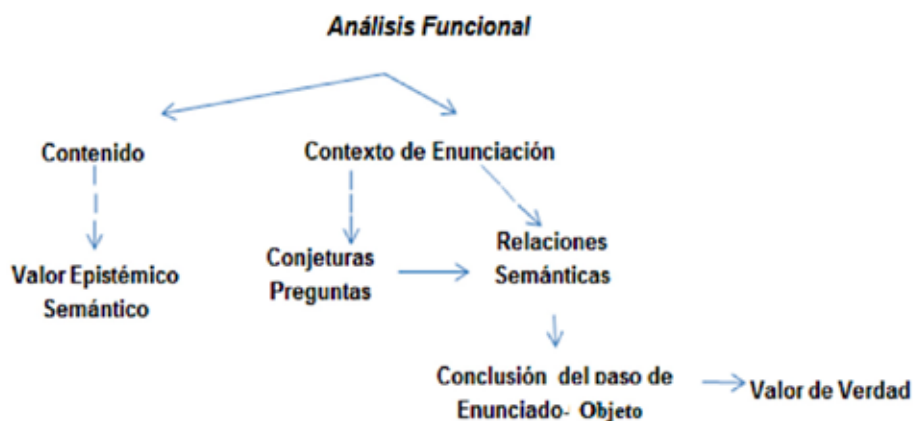 Análisis Funcional
Contenido
Contexto de Enunciación
Valor Epistémico
Semántico
Conjeturas
Preguntas
Relaciones
Semánticas
Conclusión del paso de
Enunciado- Objeto
Valor de Verdad